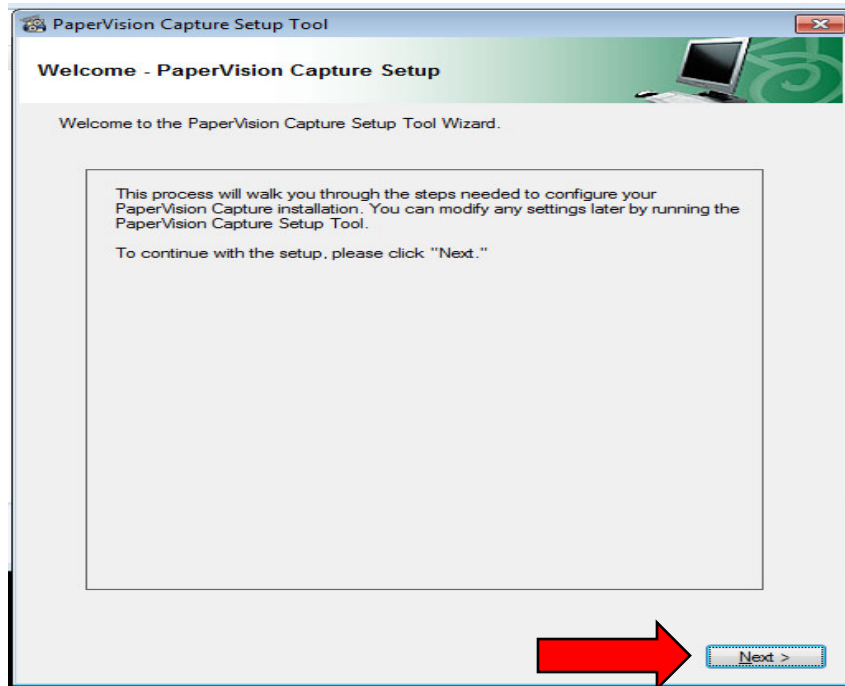 PaperVision Capture Setup Tool
Welcome - PaperVision Capture Setup
Welcome to the PaperVision Capture Setup Tool Wizard.
This process will walk you through the steps needed to configure your
PaperVision Capture installation. You can modify any settings later by running the
PaperVision Capture Setup Tool.
To continue with the setup, please click "Next."
Next >